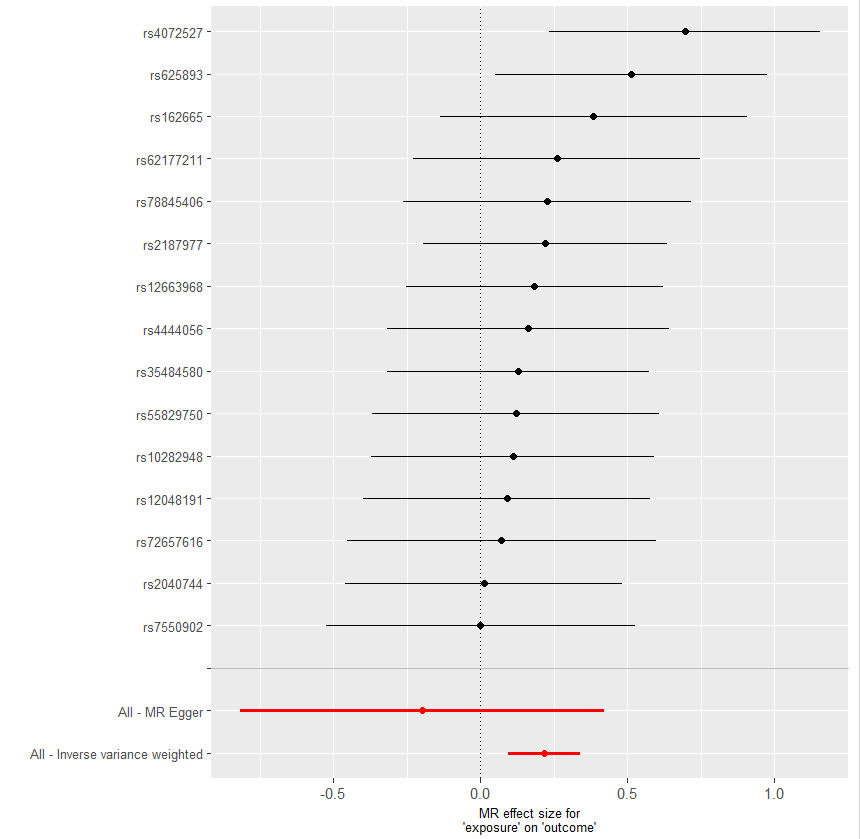 rs4072527
rs625893
rs162665
rs62177211
rs78845406
rs2187977
rs12663968
rs4444056
rs35484580
rs55829750
rs10282948
rs12048191
rs72657616
rs2040744
rs7550902
All - MR Egger
All - Inverse variance weighted
-0.5 0.0 0.5 1.0
MR effect size for
'exposure' on 'outcome'